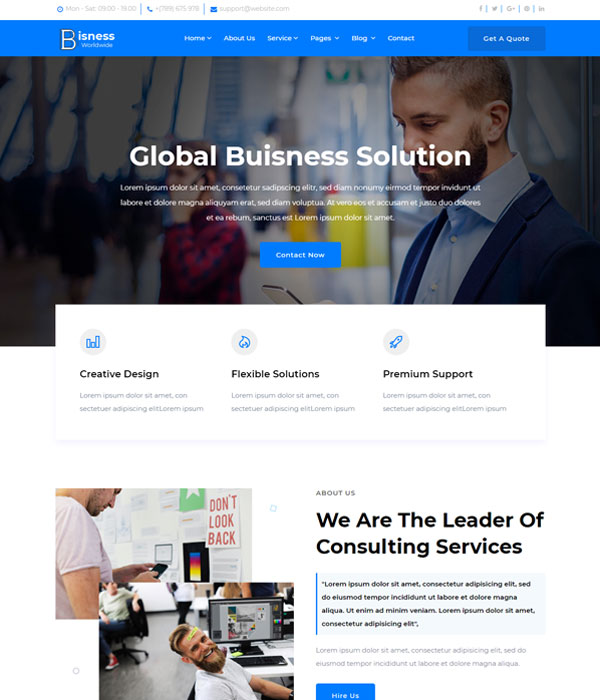 Mon - Sat: 09.00 - 18.00
+(789) 675 979
support@website.com
Bisness
Worldwide
Home
About Us
Service
Pages
Blog
Contact
Get A Quote
Global Buisness Solution
Lorem ipsum dolor sit amet, consetetur sadipscing elitr, sed diam nonumy eirmod tempor invidunt ut
labore et dolore magna aliquyam erat, sed diam voluptua. At vero eos et accusam et justo duo dolores
et ea rebum, sanctus est Lorem ipsum dolor sit amet.
Contact Now
Creative Design
Lorem ipsum dolor sit amet, con
sectetuer adipiscing elitLorem ipsum
Flexible Solutions
Lorem ipsum dolor sit amet, con
sectetuer adipiscing elitLorem ipsum
Premium Support
Lorem ipsum dolor sit amet, con
sectetuer adipiscing elitLorem ipsum
DON'T
LOOK
BACK
ABOUT US
We Are The Leader Of
Consulting Services
"Lorem ipsum dolor sit amet, consectetur adipisicing elit, sed
do eiusmod tempor incididunt ut labore et dolore magna
aliqua. Ut enim ad minim veniam. Lorem ipsum dolor sit amet,
consectetur adipisicing elit",
Lorem ipsum dolor sit amet, consectetur adipisicing elit, sed do
eiusmod tempor incididunt ut labore et dolore magna aliqua.
Hire Us